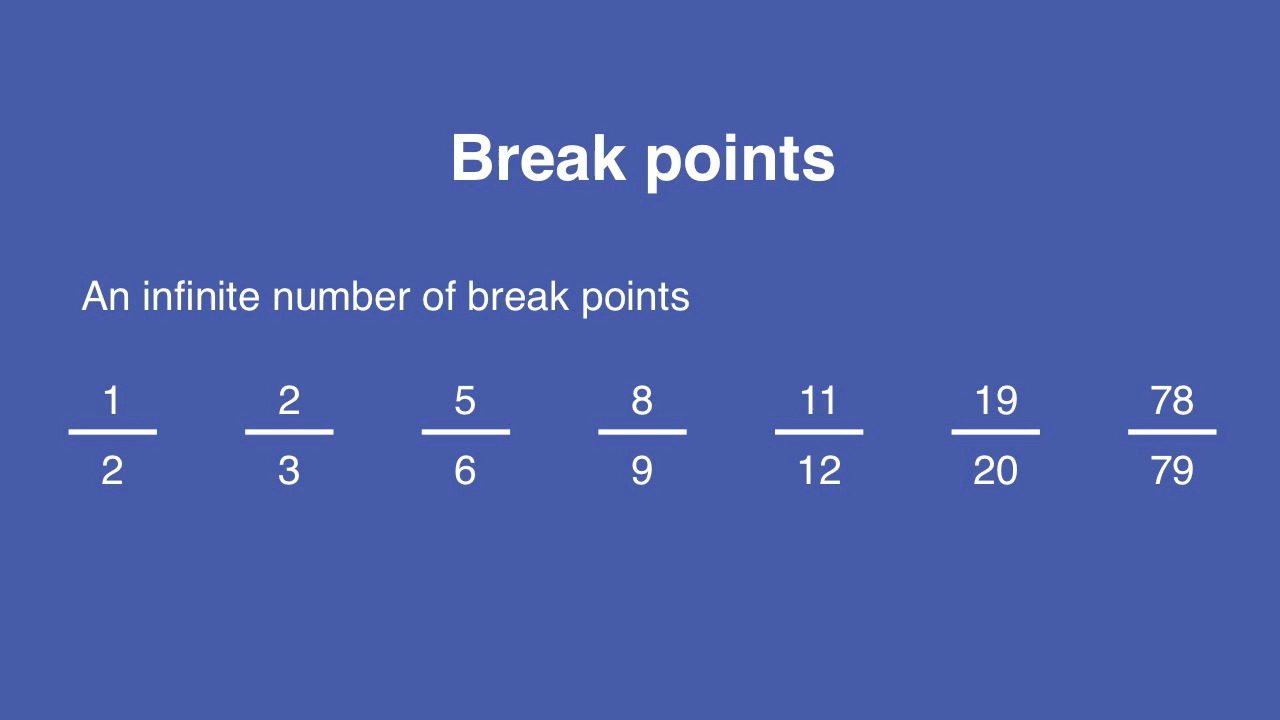 Break points
An infinite number of break points
1 2 5 8 11 19 78
2 3 6 9 12 20 79